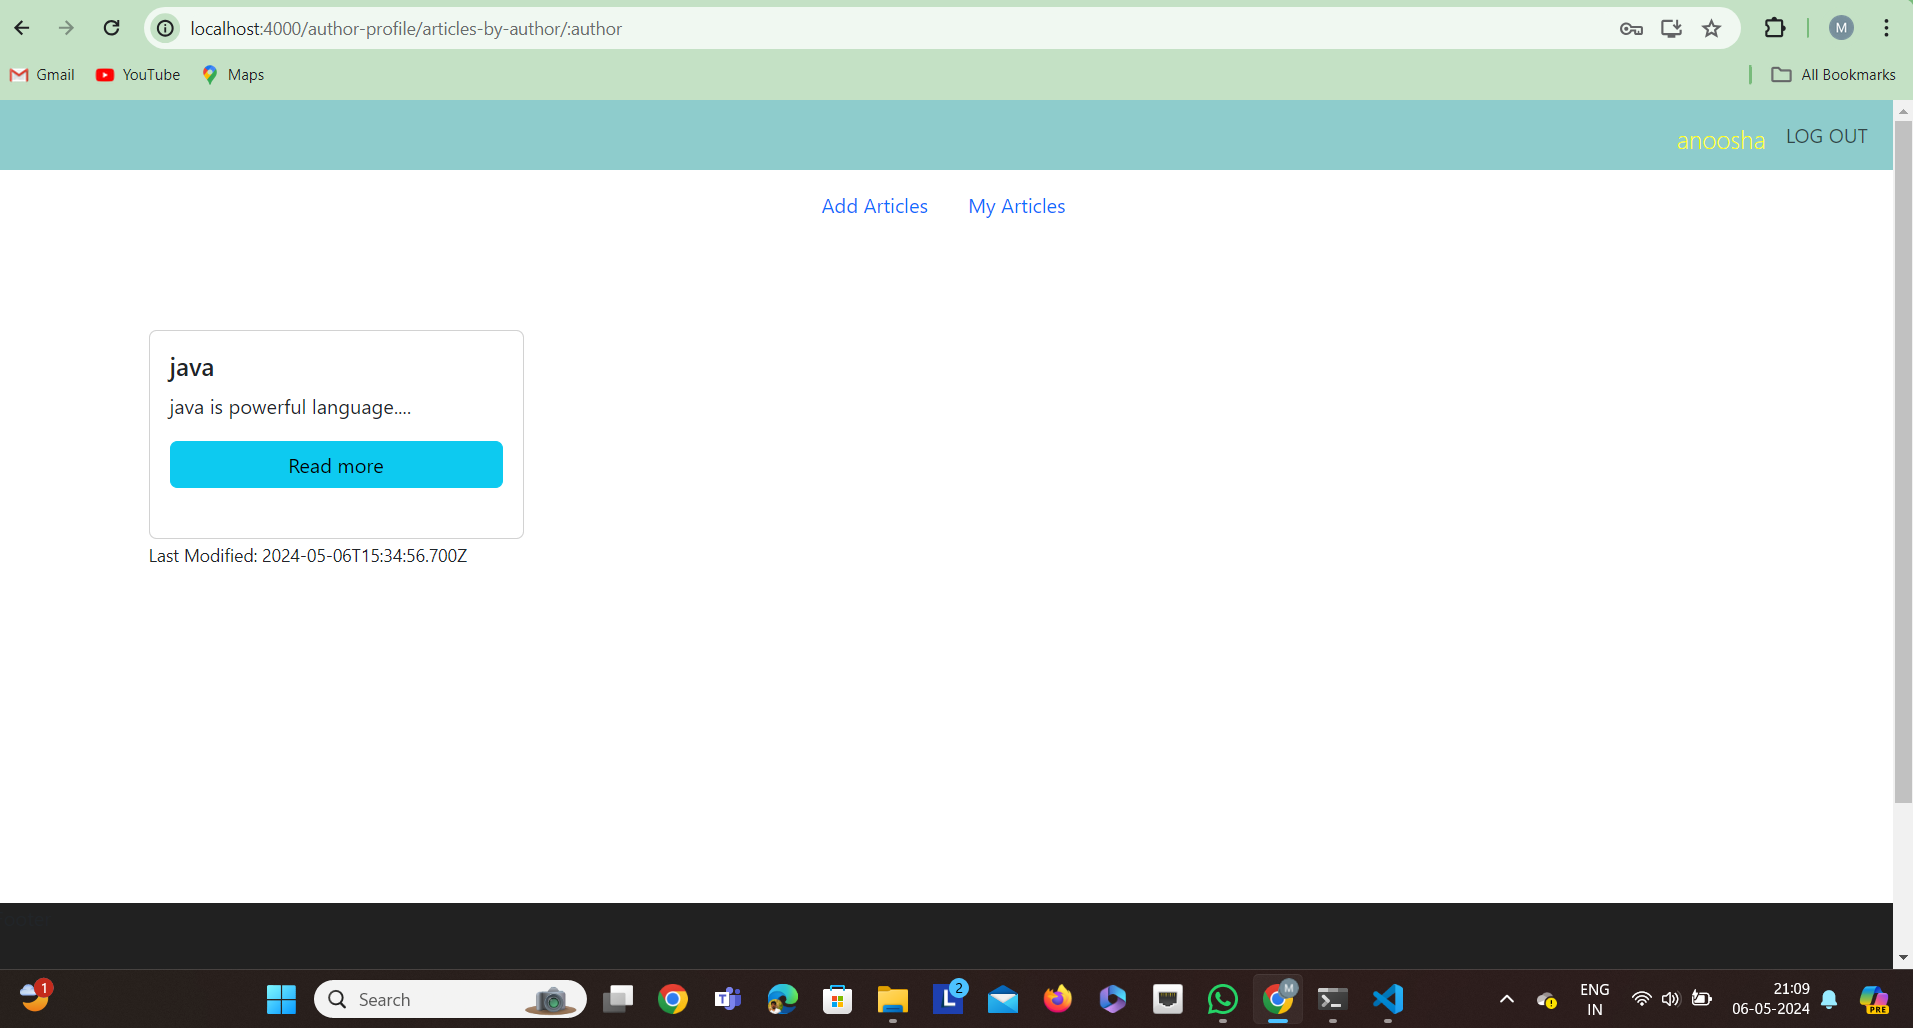 localhost:4000/author-profile/articles-by-author/:author
M
Gmail
YouTube
Maps
All Bookmarks
anoosha
LOG OUT
Add Articles
My Articles
java
java is powerful language....
Read more
Last Modified: 2024-05-06T15:34:56.700Z
1
Search
2
M
ENG
IN
21:09
06-05-2024
PRE